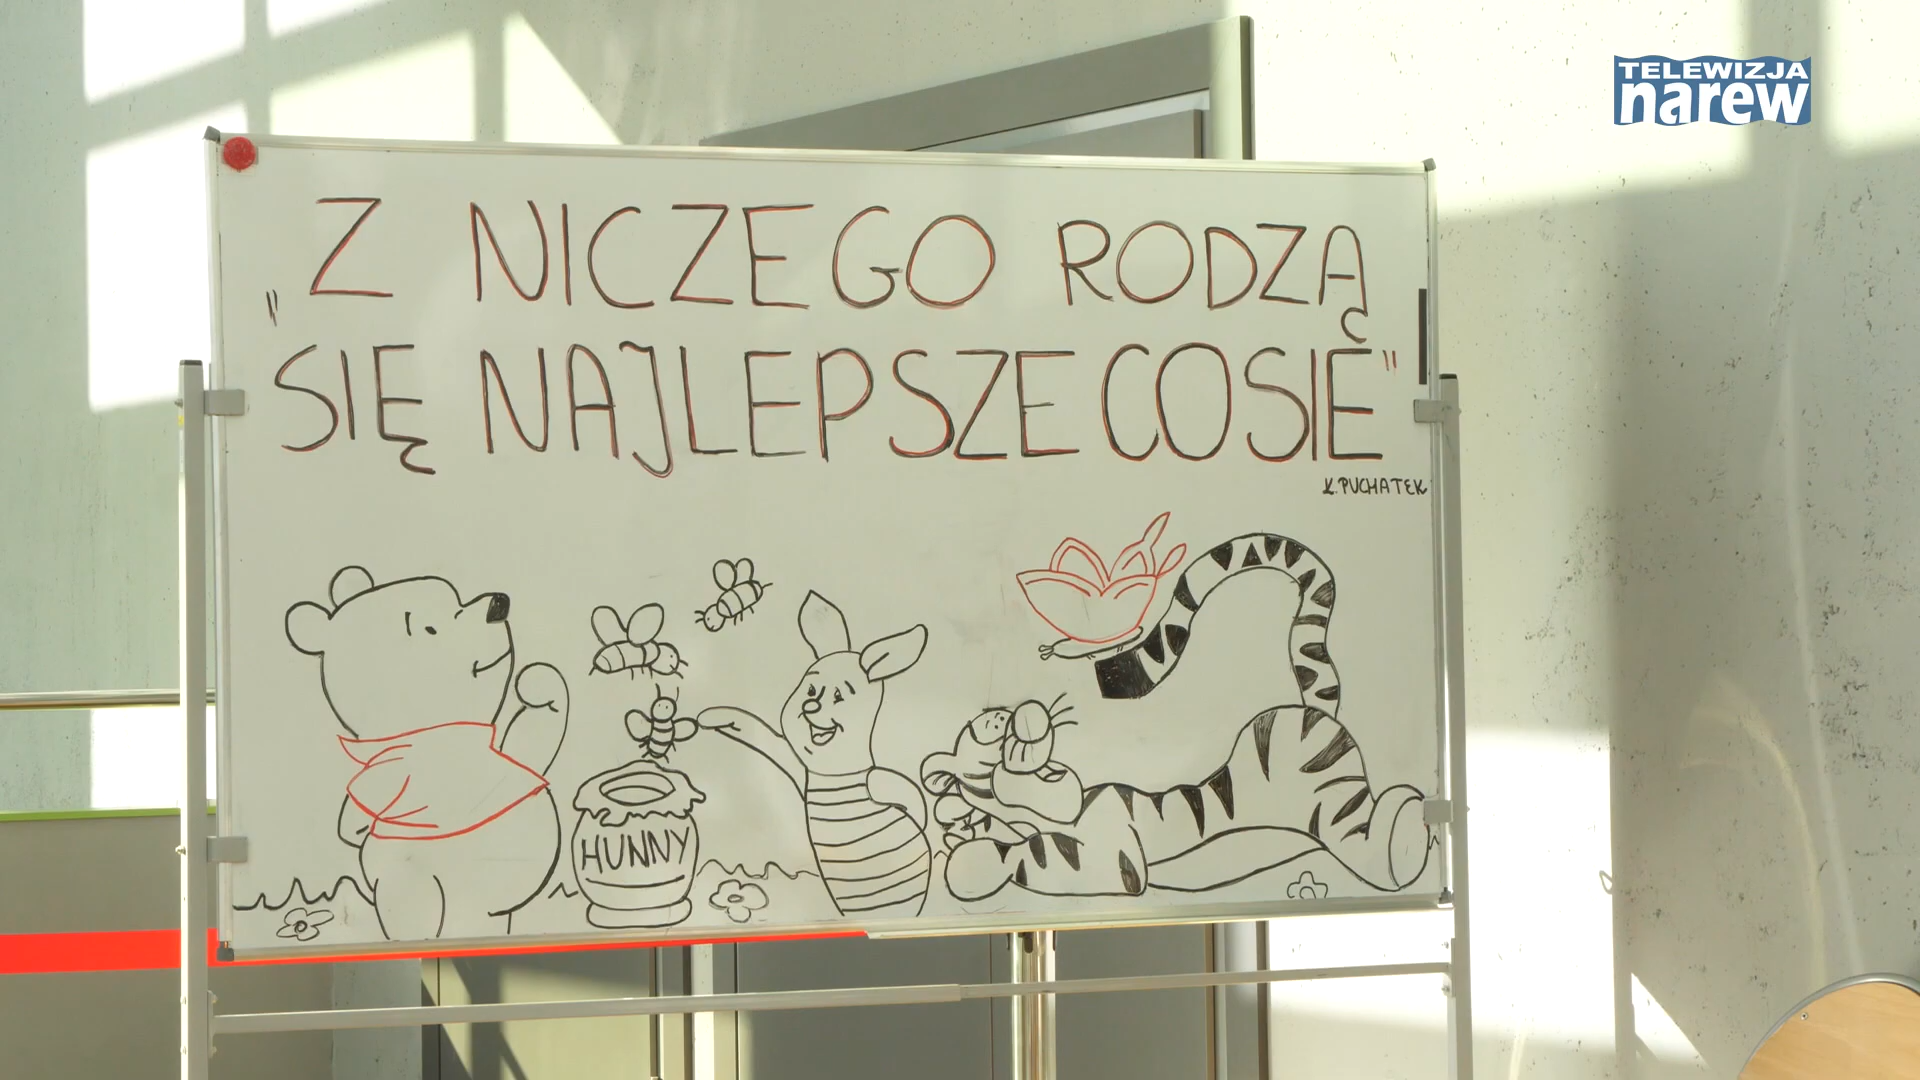 TELEWIZJA
narew
„Z NICZEGO RODZĄ
SIĘ NAJLEPSZE COSIE"
K. PUCHATEK
HUNNY